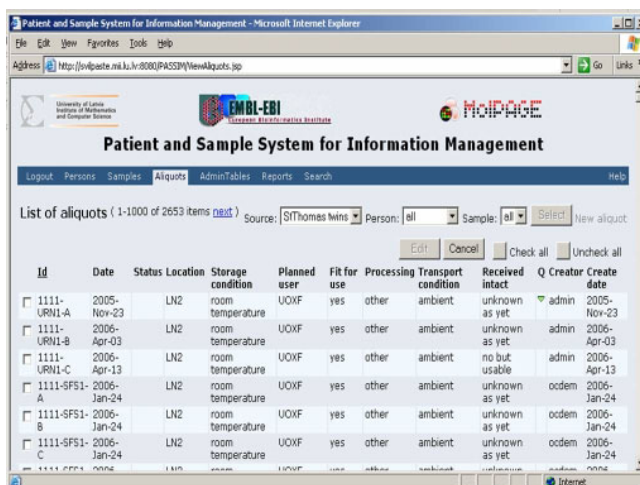 Patient and Sample System for Information Management - Microsoft Internet Explorer
File Edit View Favorites Tools Help
Address http://svilpaste.mii.lu.lv:8080/PASSIM/ViewAliquots.jsp Go Links
University of Latvia
Institute of Mathematics
and Computer Science
EMBL-EBI
European Bioinformatics Institute
MolPAGE
Patient and Sample System for Information Management
Logout Persons Samples Aliquots AdminTables Reports Search Help
List of aliquots ( 1-1000 of 2653 items next ) Source: StThomas twins Person: all Sample: all Select New aliquot
Edit Cancel Check all Uncheck all
Id Date Status Location Storage condition Planned user Fit for use Processing Transport condition Received intact Q Creator Create date
1111-URN1-A 2005-Nov-23 LN2 room temperature UOXF yes other ambient unknown as yet admin 2005-Nov-23
1111-URN1-B 2006-Apr-03 LN2 room temperature UOXF yes other ambient unknown as yet admin 2006-Apr-03
1111-URN1-C 2006-Apr-13 LN2 room temperature UOXF yes other ambient no but usable admin 2006-Apr-13
1111-SFS1-A 2006-Jan-24 LN2 room temperature UOXF yes other ambient unknown as yet ocdem 2006-Jan-24
1111-SFS1-B 2006-Jan-24 LN2 room temperature UOXF yes other ambient unknown as yet ocdem 2006-Jan-24
1111-SFS1-C 2006-Jan-24 LN2 room temperature UOXF yes other ambient unknown as yet ocdem 2006-Jan-24
Internet